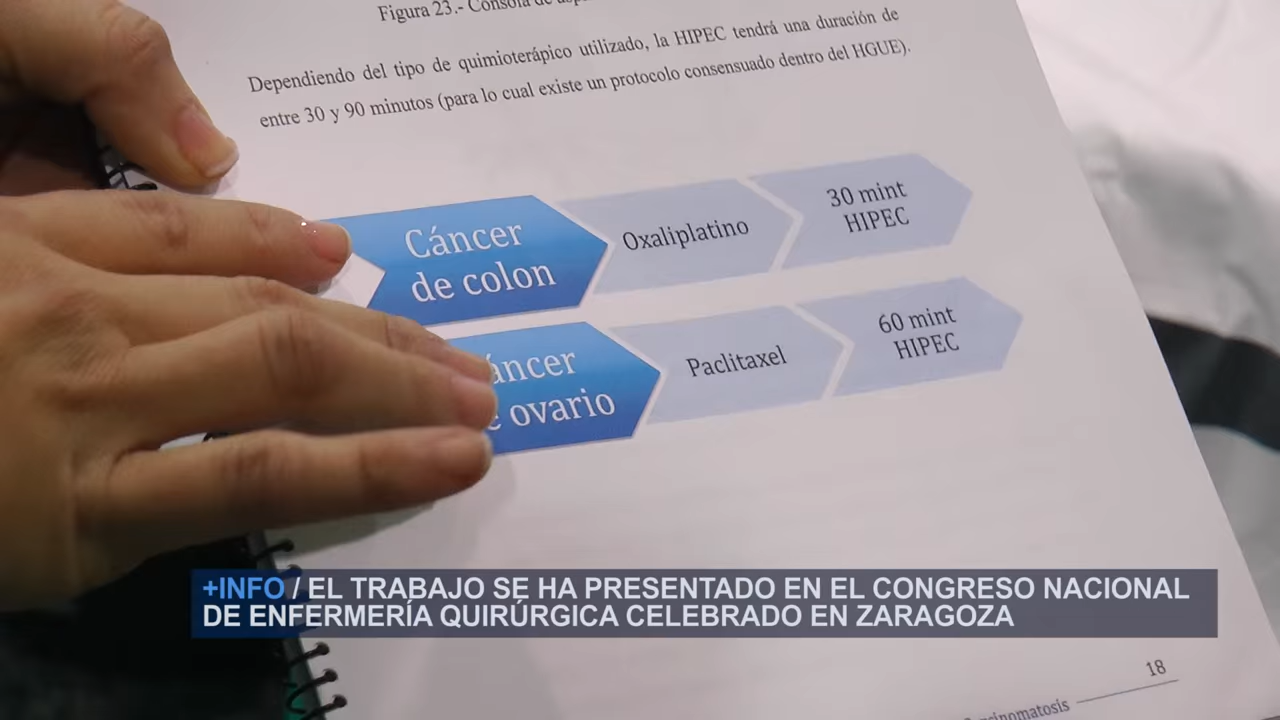 Figura 23.- Consola de
Dependiendo del tipo de quimioterápico utilizado, la HIPEC tendrá una duración de
entre 30 y 90 minutos (para lo cual existe un protocolo consensuado dentro del HGUE).
Cáncer
de colon
Oxaliplatino
30 mint
HIPEC
áncer
ovario
Paclitaxel
60 mint
HIPEC
+INFO / EL TRABAJO SE HA PRESENTADO EN EL CONGRESO NACIONAL
DE ENFERMERÍA QUIRÚRGICA CELEBRADO EN ZARAGOZA
18